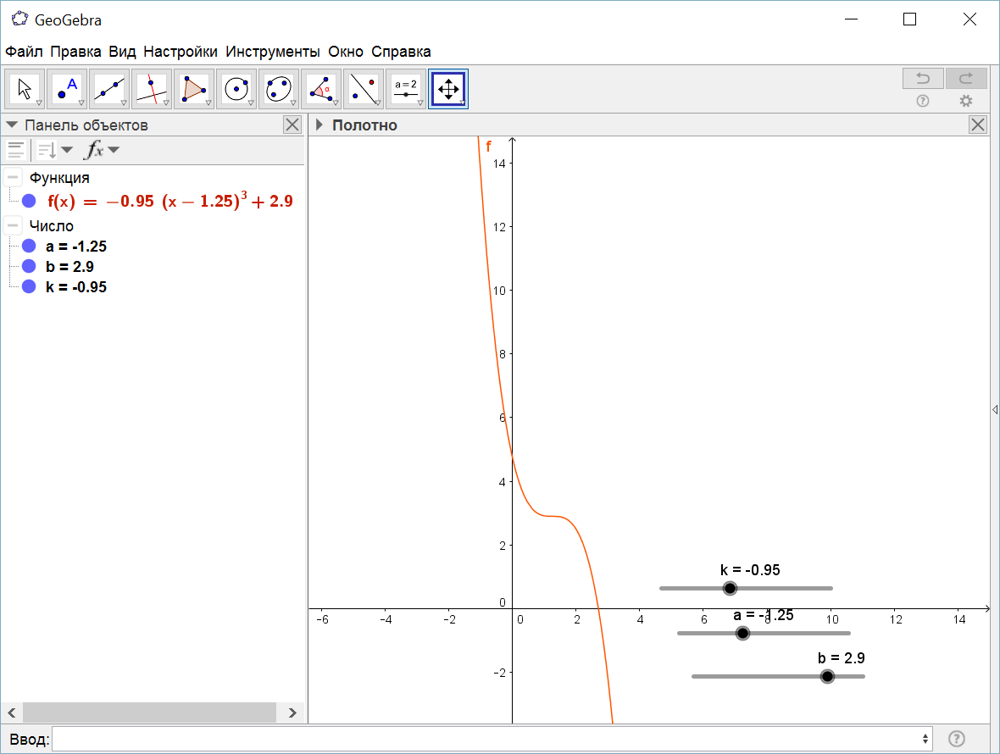 GeoGebra
Файл Правка Вид Настройки Инструменты Окно Справка
A
α
a=2
Панель объектов
Полотно
fx
Функция
f(x) = −0.95 (x − 1.25)³ + 2.9
Число
a = -1.25
b = 2.9
k = -0.95
f
14
12
10
8
6
4
2
0
−2
−6
−4
−2
0
2
4
6
8
10
12
14
k = -0.95
a = -1.25
b = 2.9
Ввод: